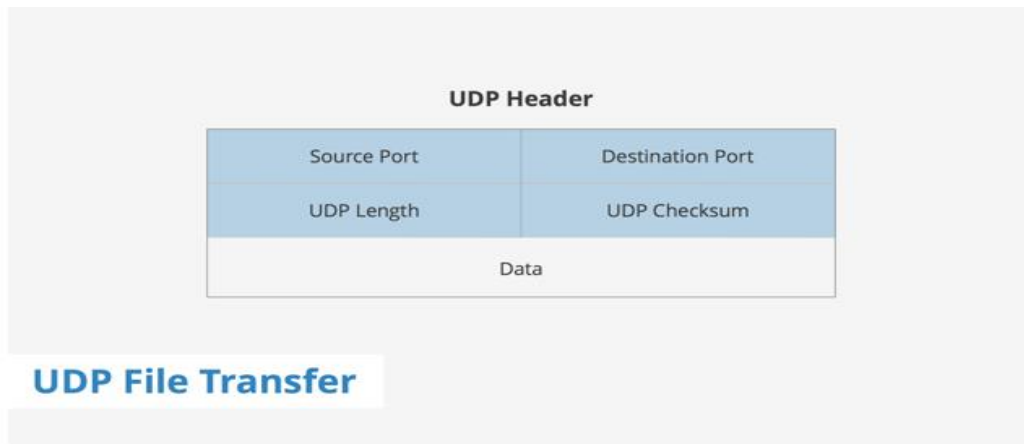 UDP Header
Source Port Destination Port
UDP Length UDP Checksum
Data
UDP File Transfer